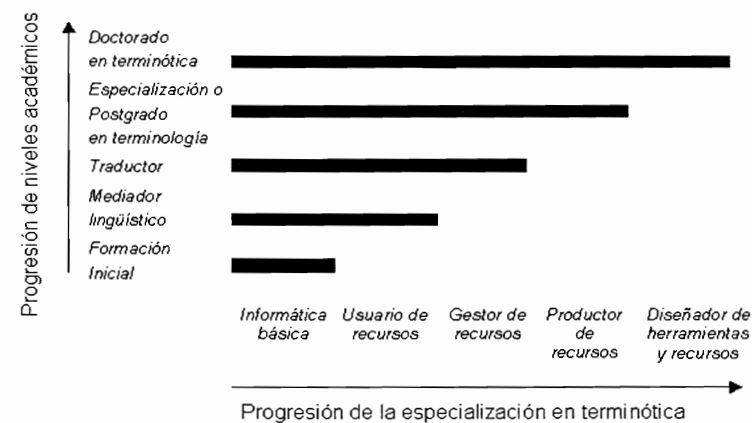 Progresión de niveles académicos
Doctorado
en terminótica
Especialización o
Postgrado
en terminología
Traductor
Mediador
lingüístico
Formación
Inicial
Informática
básica
Usuario de
recursos
Gestor de
recursos
Productor
de
recursos
Diseñador de
herramientas
y recursos
Progresión de la especialización en terminótica